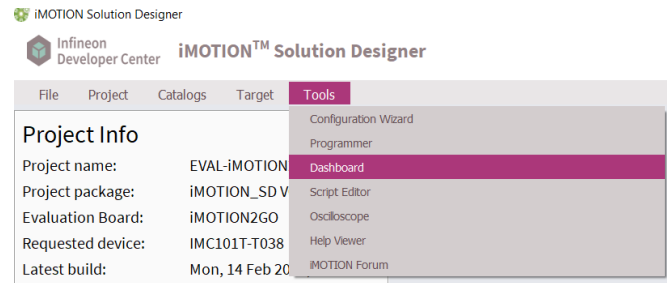 iMOTION Solution Designer
Infineon
Developer Center
iMOTION™ Solution Designer
File Project Catalogs Target Tools
Configuration Wizard
Programmer
Dashboard
Script Editor
Oscilloscope
Help Viewer
iMOTION Forum
Project Info
Project name: EVAL-iMOTION
Project package: iMOTION_SD V
Evaluation Board: iMOTION2GO
Requested device: IMC101T-T038
Latest build: Mon, 14 Feb 20